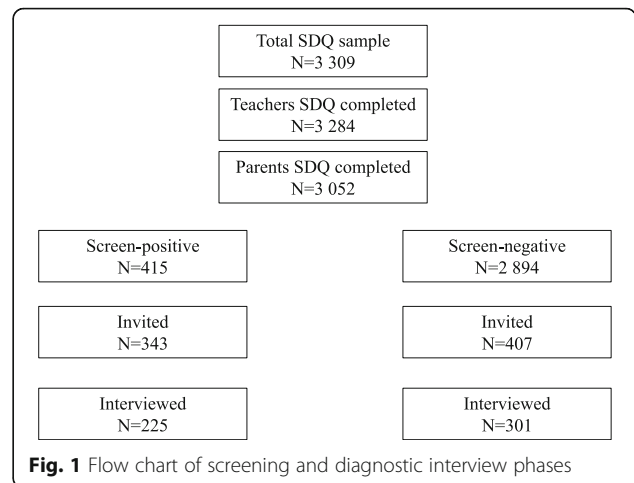 Total SDQ sample
N=3 309
Teachers SDQ completed
N=3 284
Parents SDQ completed
N=3 052
Screen-positive
N=415
Screen-negative
N=2 894
Invited
N=343
Invited
N=407
Interviewed
N=225
Interviewed
N=301
Fig. 1 Flow chart of screening and diagnostic interview phases